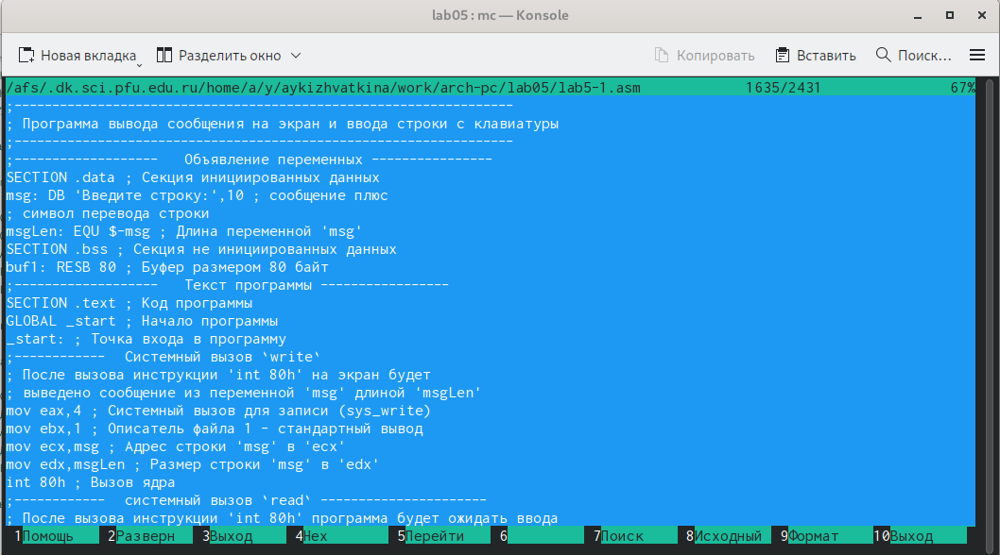 lab05 : mc — Konsole
Новая вкладка Разделить окно Копировать Вставить Поиск...
/afs/.dk.sci.pfu.edu.ru/home/a/y/aykizhvatkina/work/arch-pc/lab05/lab5-1.asm 1635/2431 67%
;-----------------------------------------------------------
; Программа вывода сообщения на экран и ввода строки с клавиатуры
;-----------------------------------------------------------
;----------------- Объявление переменных --------------
SECTION .data ; Секция инициированных данных
msg: DB 'Введите строку:',10 ; сообщение плюс
; символ перевода строки
msgLen: EQU $-msg ; Длина переменной 'msg'
SECTION .bss ; Секция не инициированных данных
buf1: RESB 80 ; Буфер размером 80 байт
;----------------- Текст программы ---------------
SECTION .text ; Код программы
GLOBAL _start ; Начало программы
_start: ; Точка входа в программу
;----------- Системный вызов `write`
; После вызова инструкции 'int 80h' на экран будет
; выведено сообщение из переменной 'msg' длиной 'msgLen'
mov eax,4 ; Системный вызов для записи (sys_write)
mov ebx,1 ; Описатель файла 1 - стандартный вывод
mov ecx,msg ; Адрес строки 'msg' в 'ecx'
mov edx,msgLen ; Размер строки 'msg' в 'edx'
int 80h ; Вызов ядра
;----------- системный вызов `read` -------------------
; После вызова инструкции 'int 80h' программа будет ожидать ввода
1Помощь 2Разверн 3Выход 4Hex 5Перейти 6 7Поиск 8Исходный 9Формат 10Выход